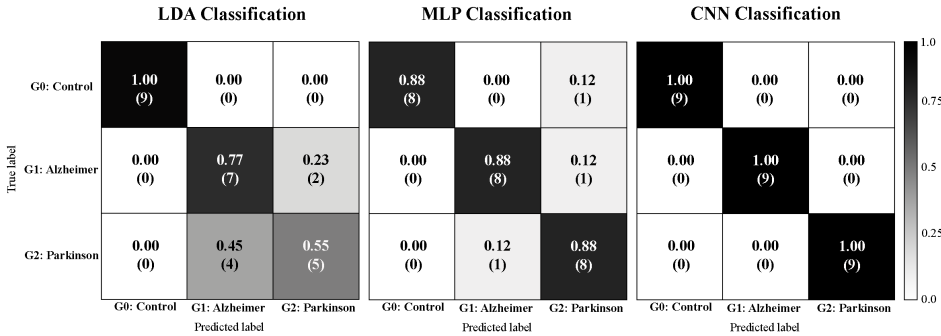 LDA Classification
MLP Classification
CNN Classification
True label
G0: Control
1.00 0.00 0.00
(9) (0) (0)
0.88 0.00 0.12
(8) (0) (1)
1.00 0.00 0.00
(9) (0) (0)
G1: Alzheimer
0.00 0.77 0.23
(0) (7) (2)
0.00 0.88 0.12
(0) (8) (1)
0.00 1.00 0.00
(0) (9) (0)
G2: Parkinson
0.00 0.45 0.55
(0) (4) (5)
0.00 0.12 0.88
(0) (1) (8)
0.00 0.00 1.00
(0) (0) (9)
G0: Control G1: Alzheimer G2: Parkinson
G0: Control G1: Alzheimer G2: Parkinson
G0: Control G1: Alzheimer G2: Parkinson
Predicted label
Predicted label
Predicted label
1.0
0.75
0.5
0.25
0.00